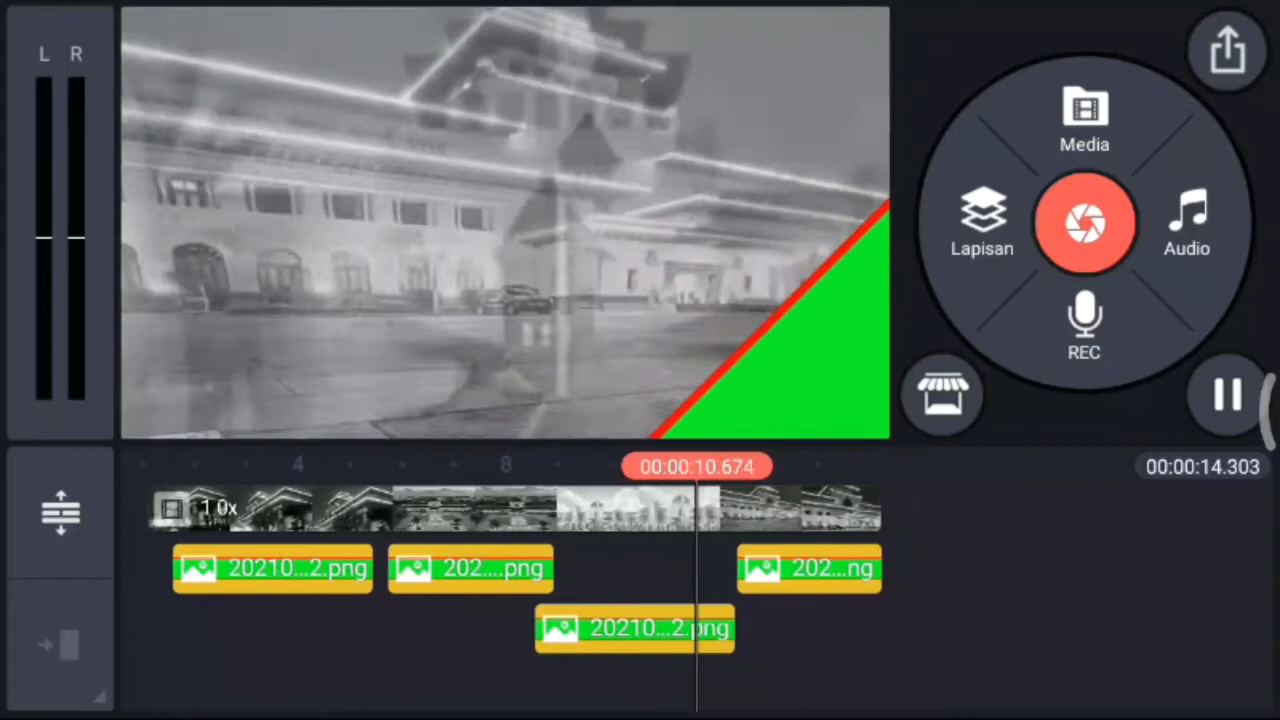 L R
Media
Lapisan
Audio
REC
4
8
00:00:10.674
00:00:14.303
1.0x
20210...2.png
202....png
202...ng
20210...2.png